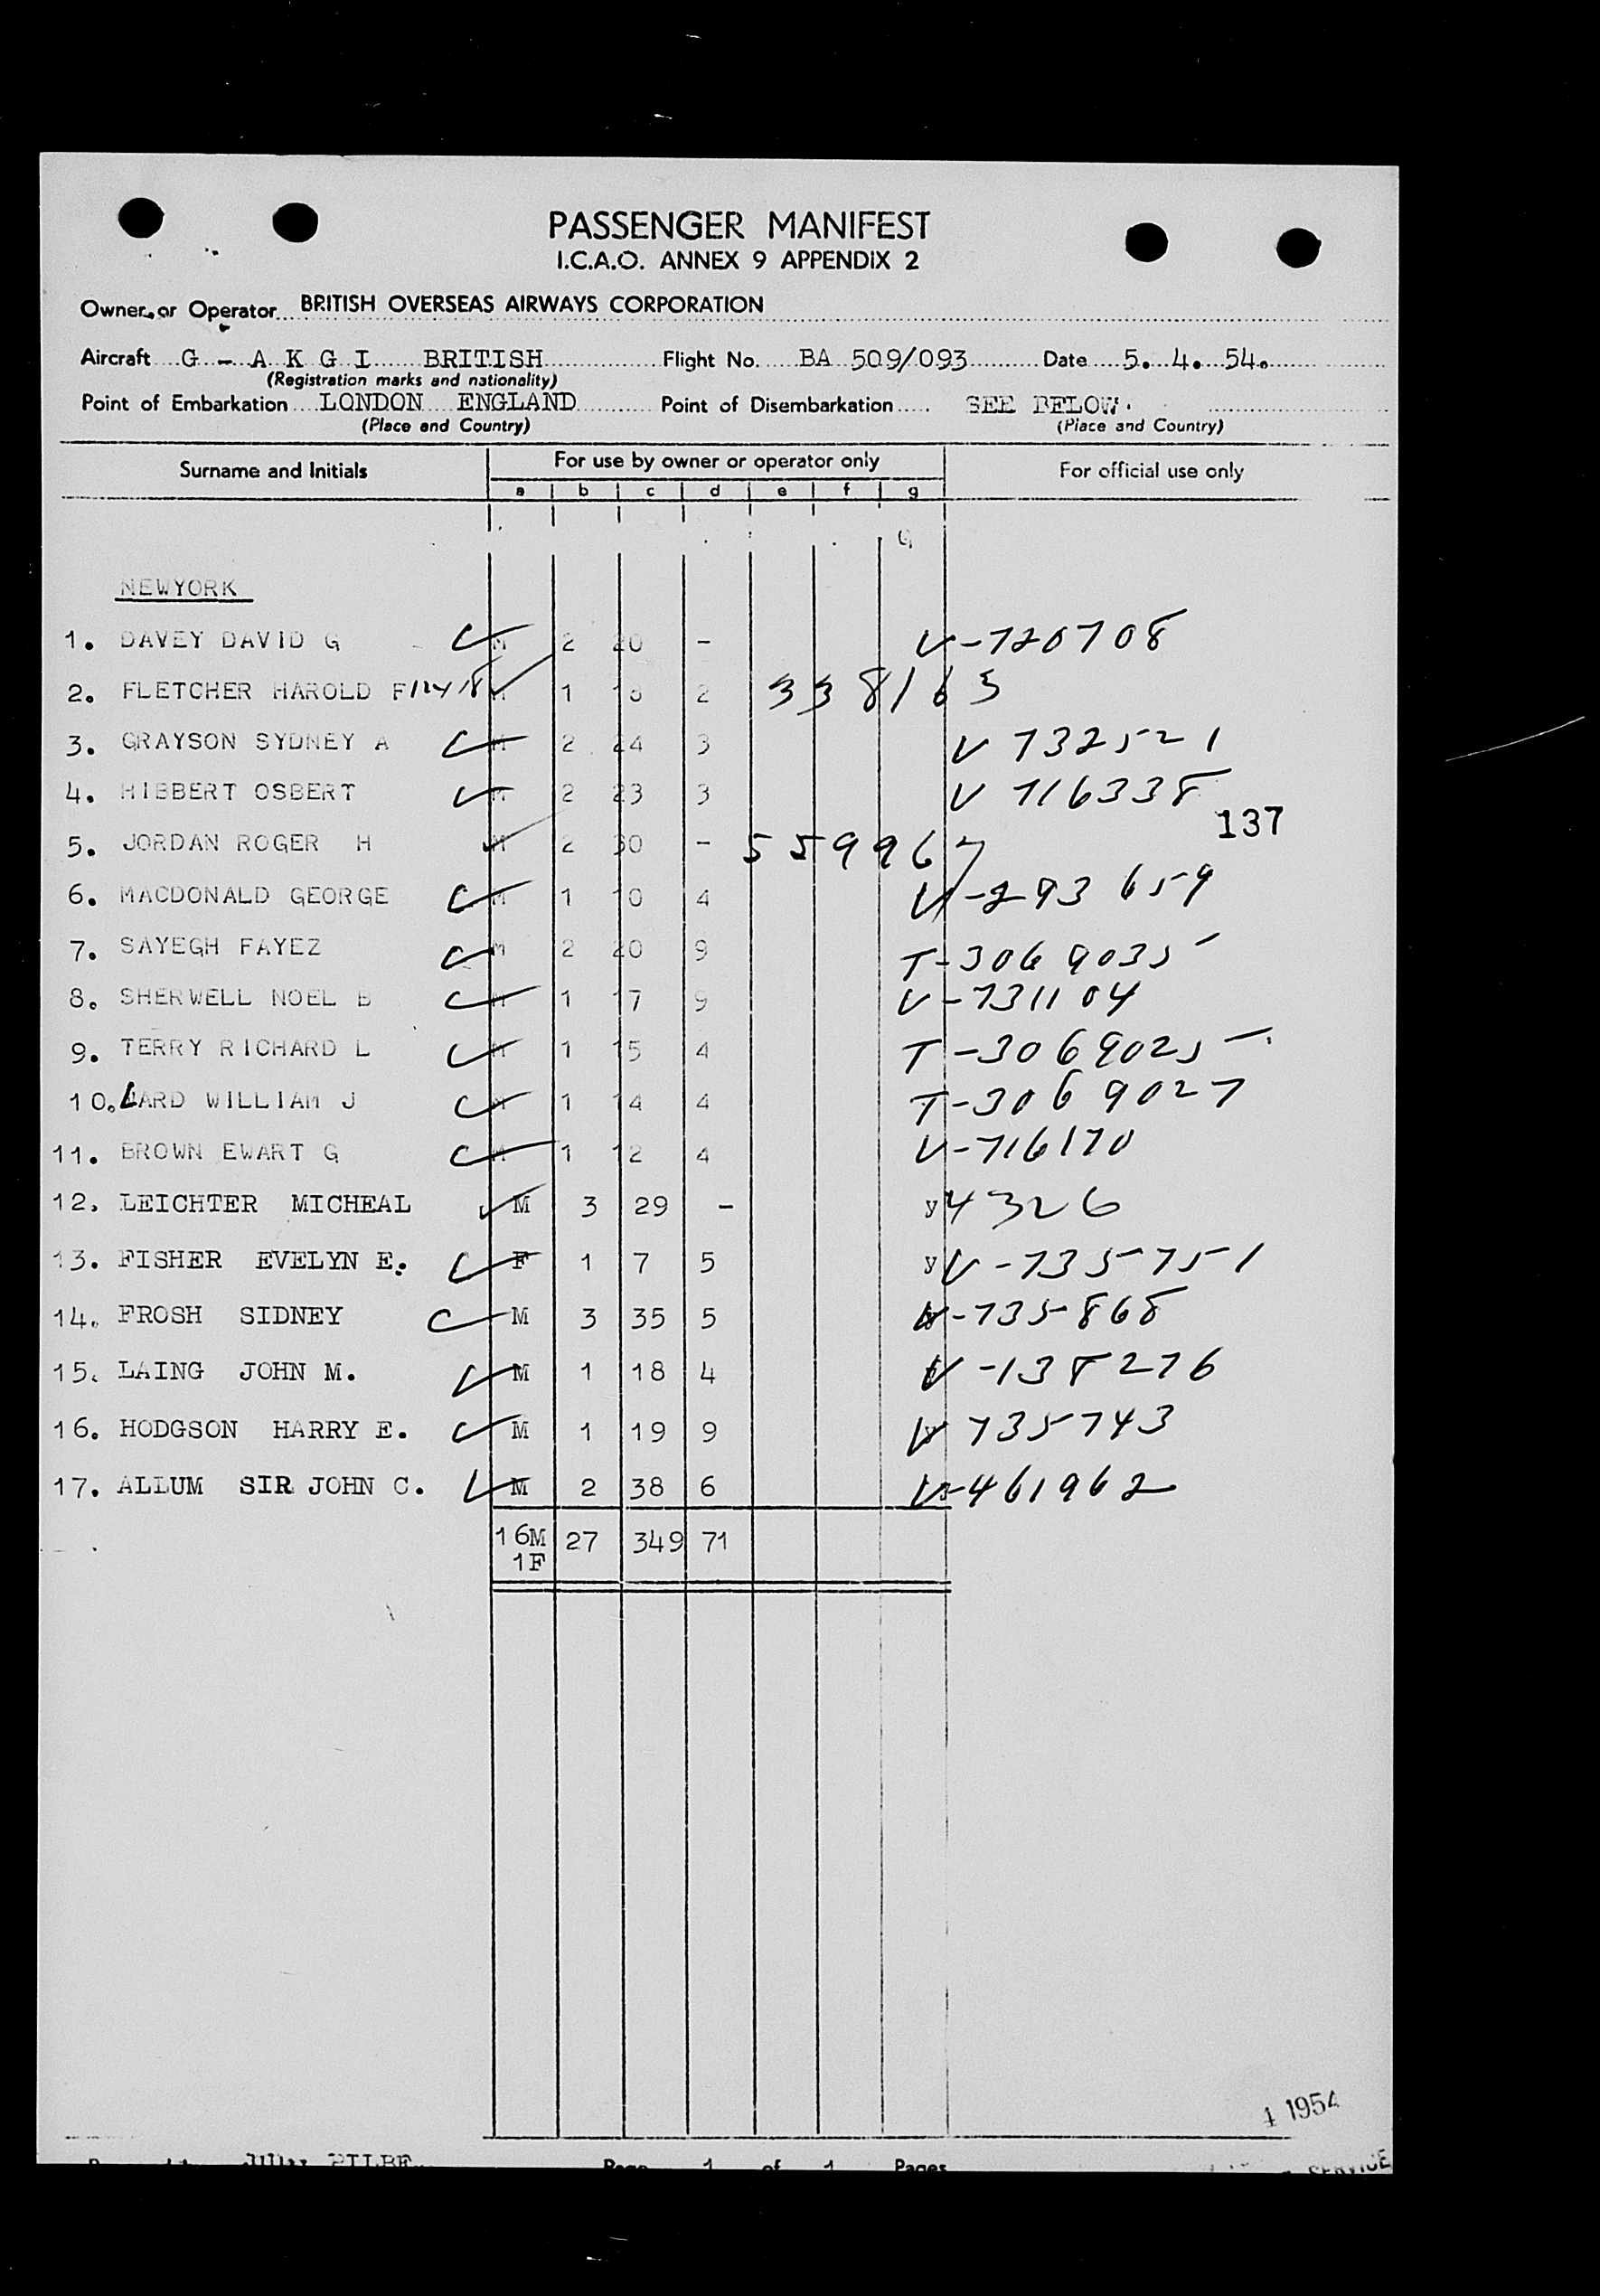 PASSENGER MANIFEST
I.C.A.O. ANNEX 9 APPENDIX 2
Owner or Operator BRITISH OVERSEAS AIRWAYS CORPORATION
Aircraft G - A K G I BRITISH Flight No. BA 509/093 Date 5. 4. 54.
(Registration marks and nationality)
Point of Embarkation LONDON ENGLAND Point of Disembarkation SEE BELOW.
(Place and Country) (Place and Country)
Surname and Initials For use by owner or operator only For official use only
a b c d e f g
G
NEWYORK
1. DAVEY DAVID G M 2 20 - V-720708
2. FLETCHER HAROLD F 1 18 2 338163
3. GRAYSON SYDNEY A M 2 24 3 V 732521
4. HIBBERT OSBERT M 2 23 3 V 716338
137
5. JORDAN ROGER H M 2 30 - 559967
6. MACDONALD GEORGE M 1 10 4 V-293659
7. SAYEGH FAYEZ M 2 20 9 T-3069035
8. SHERWELL NOEL B M 1 17 9 V-731104
9. TERRY RICHARD L M 1 15 4 T-3069025
10. LARD WILLIAM J M 1 14 4 T-3069027
11. BROWN EWART G M 1 12 4 V-716170
12. LEICHTER MICHEAL M 3 29 - y 4326
13. FISHER EVELYN E. F 1 7 5 y V-735751
14. FROSH SIDNEY M 3 35 5 V-735868
15. LAING JOHN M. M 1 18 4 V-138276
16. HODGSON HARRY E. M 1 19 9 V 735743
17. ALLUM SIR JOHN C. M 2 38 6 V-461962
16M 27 349 71
1F
4 1954
Page 1 of 1 Pages
SERVICE